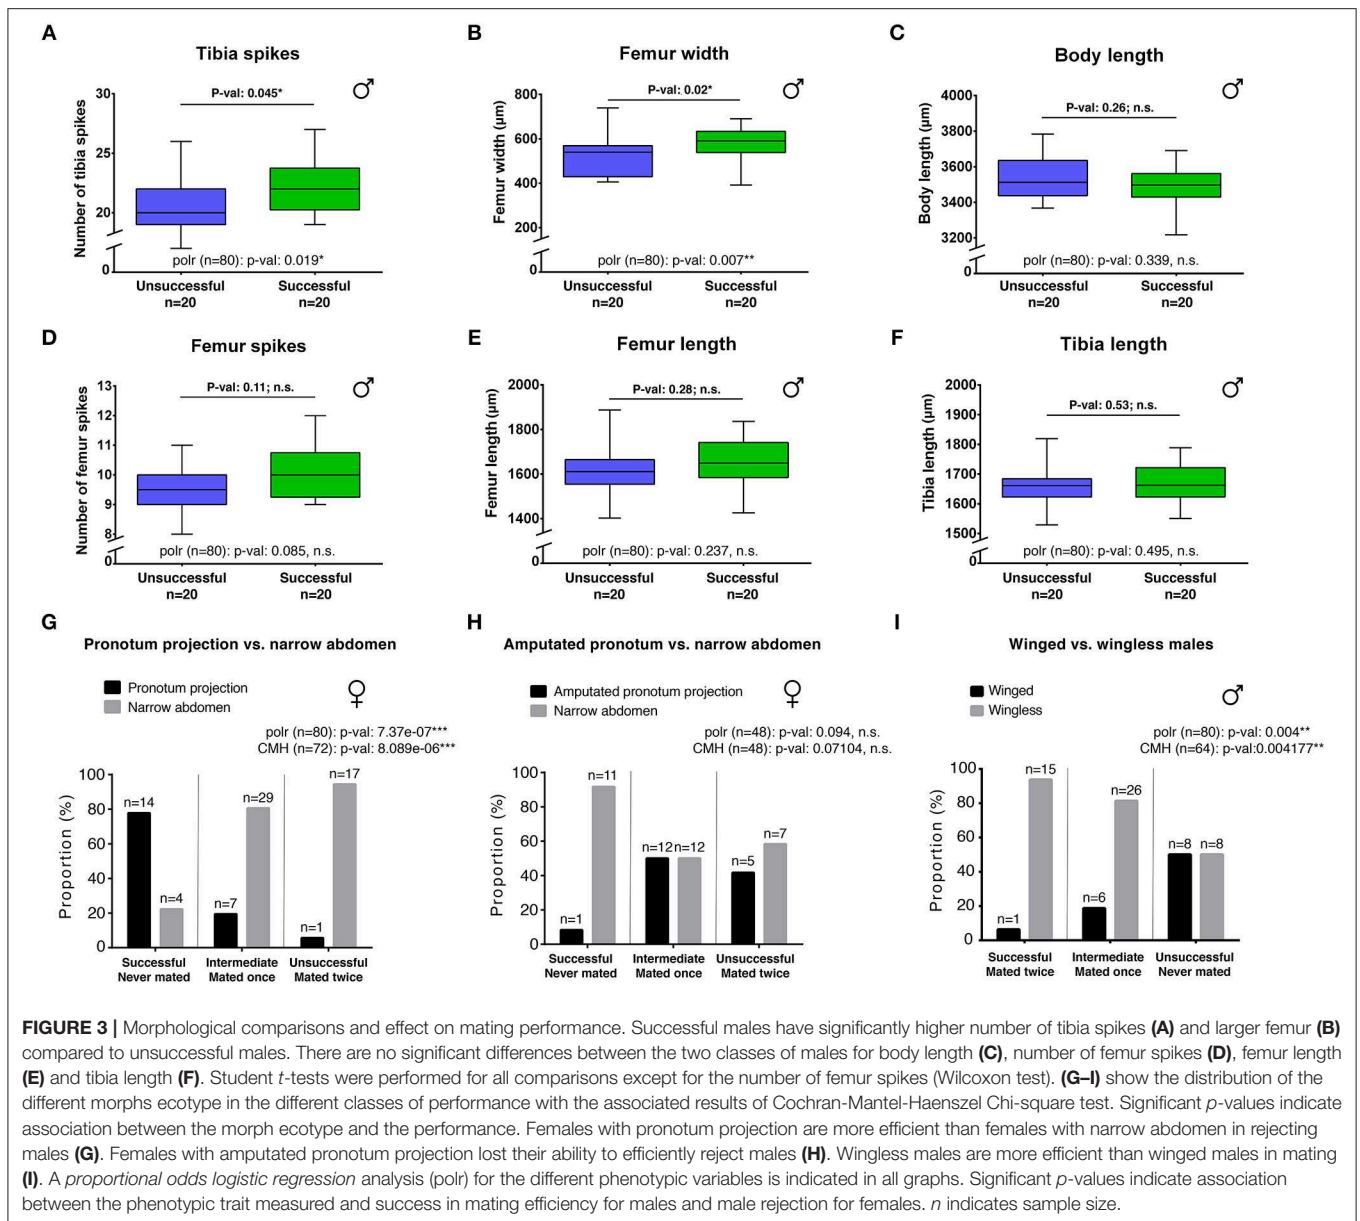 A
Tibia spikes
P-val: 0.045*
♂
Number of tibia spikes
30
25
20
0
polr (n=80): p-val: 0.019*
Unsuccessful
n=20
Successful
n=20
B
Femur width
P-val: 0.02*
♂
Femur width (μm)
800
600
400
200
0
polr (n=80): p-val: 0.007**
Unsuccessful
n=20
Successful
n=20
C
Body length
P-val: 0.26; n.s.
♂
Body length (μm)
4000
3800
3600
3400
3200
0
polr (n=80): p-val: 0.339, n.s.
Unsuccessful
n=20
Successful
n=20
D
Femur spikes
P-val: 0.11; n.s.
♂
Number of femur spikes
13
12
11
10
9
8
0
polr (n=80): p-val: 0.085, n.s.
Unsuccessful
n=20
Successful
n=20
E
Femur length
P-val: 0.28; n.s.
♂
Femur length (μm)
2000
1800
1600
1400
0
polr (n=80): p-val: 0.237, n.s.
Unsuccessful
n=20
Successful
n=20
F
Tibia length
P-val: 0.53; n.s.
♂
Tibia length (μm)
2000
1900
1700
1600
1500
0
polr (n=80): p-val: 0.495, n.s.
Unsuccessful
n=20
Successful
n=20
G
Pronotum projection vs. narrow abdomen
Pronotum projection
Narrow abdomen
♀
polr (n=80): p-val: 7.37e-07***
CMH (n=72): p-val: 8.089e-06***
Proportion (%)
100
80
60
40
20
0
n=14
n=4
n=7
n=29
n=1
n=17
Successful
Never mated
Intermediate
Mated once
Unsuccessful
Mated twice
H
Amputated pronotum vs. narrow abdomen
Amputated pronotum projection
Narrow abdomen
♀
polr (n=48): p-val: 0.094, n.s.
CMH (n=48): p-val: 0.07104, n.s.
Proportion (%)
100
80
60
40
20
0
n=1
n=11
n=12
n=12
n=5
n=7
Successful
Never mated
Intermediate
Mated once
Unsuccessful
Mated twice
I
Winged vs. wingless males
Winged
Wingless
♂
polr (n=80): p-val: 0.004**
CMH (n=64): p-val:0.004177**
Proportion (%)
100
80
60
40
20
0
n=1
n=15
n=6
n=26
n=8
n=8
Successful
Mated twice
Intermediate
Mated once
Unsuccessful
Never mated
FIGURE 3 | Morphological comparisons and effect on mating performance. Successful males have significantly higher number of tibia spikes (A) and larger femur (B)
compared to unsuccessful males. There are no significant differences between the two classes of males for body length (C), number of femur spikes (D), femur length
(E) and tibia length (F). Student t-tests were performed for all comparisons except for the number of femur spikes (Wilcoxon test). (G–I) show the distribution of the
different morphs ecotype in the different classes of performance with the associated results of Cochran-Mantel-Haenszel Chi-square test. Significant p-values indicate
association between the morph ecotype and the performance. Females with pronotum projection are more efficient than females with narrow abdomen in rejecting
males (G). Females with amputated pronotum projection lost their ability to efficiently reject males (H). Wingless males are more efficient than winged males in mating
(I). A proportional odds logistic regression analysis (polr) for the different phenotypic variables is indicated in all graphs. Significant p-values indicate association
between the phenotypic trait measured and success in mating efficiency for males and male rejection for females. n indicates sample size.